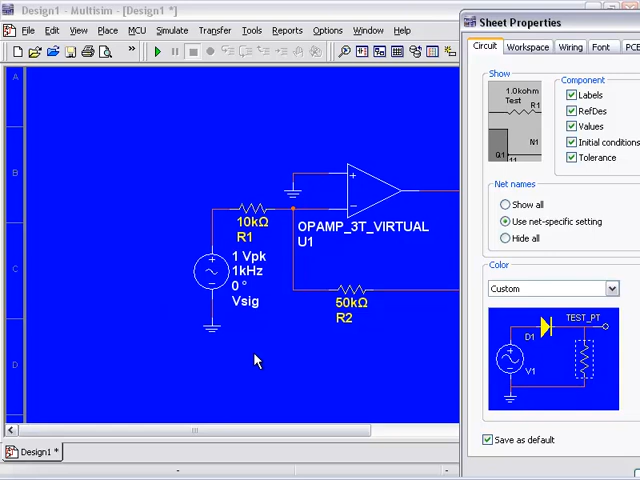 Design1 - Multisim - [Design1 *]
File Edit View Place MCU Simulate Transfer Tools Reports Options Window
A
B
C
D
10kΩ
R1
1 Vpk
1kHz
0 °
Vsig
+
−
OPAMP_3T_VIRTUAL
U1
50kΩ
R2
Design1 *
Sheet Properties
Circuit Workspace Wiring Font PCB
Show
1.0kohm
Test
R1
N1
Q1
11
Component
Labels
RefDes
Values
Initial conditions
Tolerance
Net names
Show all
Use net-specific setting
Hide all
Color
Custom
TEST_PT
D1
V1
Save as default